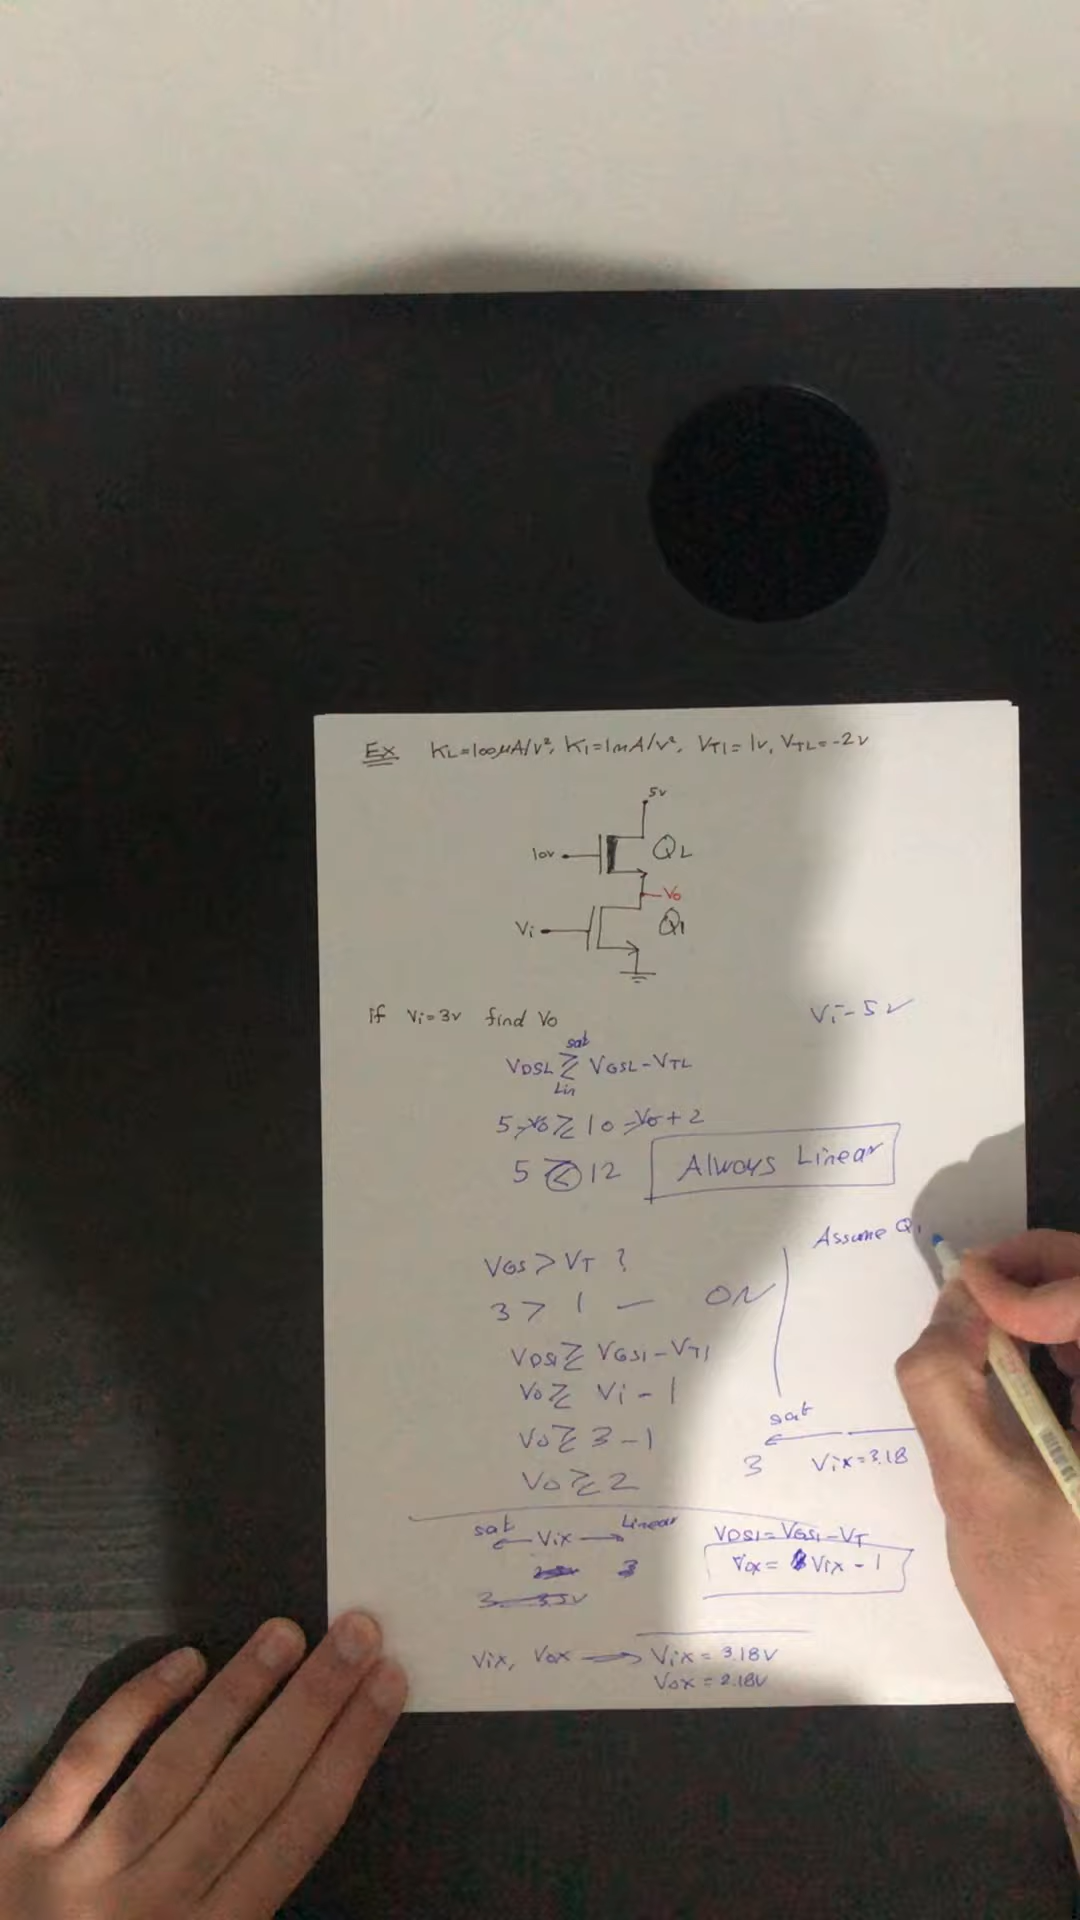 Ex KL=100μA/V², K1=1mA/V², VT1=1V, VTL=-2V
5V
10V QL
Vo
Vi Q1
if Vi=3V find Vo
Vi-5V
sat
VDSL ≥ VGSL-VTL
Lin
5-Vo ≥ 10-Vo+2
5 < 12 Always Linear
Assume Q1
VGS > VT ?
3 > 1 — ON
VDS1 ≥ VGS1-VT1
Vo ≥ Vi-1
sat
Vo ≥ 3-1
3 Vix=3.18
Vo ≥ 2
sat ← Vix → Linear
VDS1=VGS1-VT
Vox= Vix-1
3
Vix, Vox → Vix=3.18V
Vox=2.18V